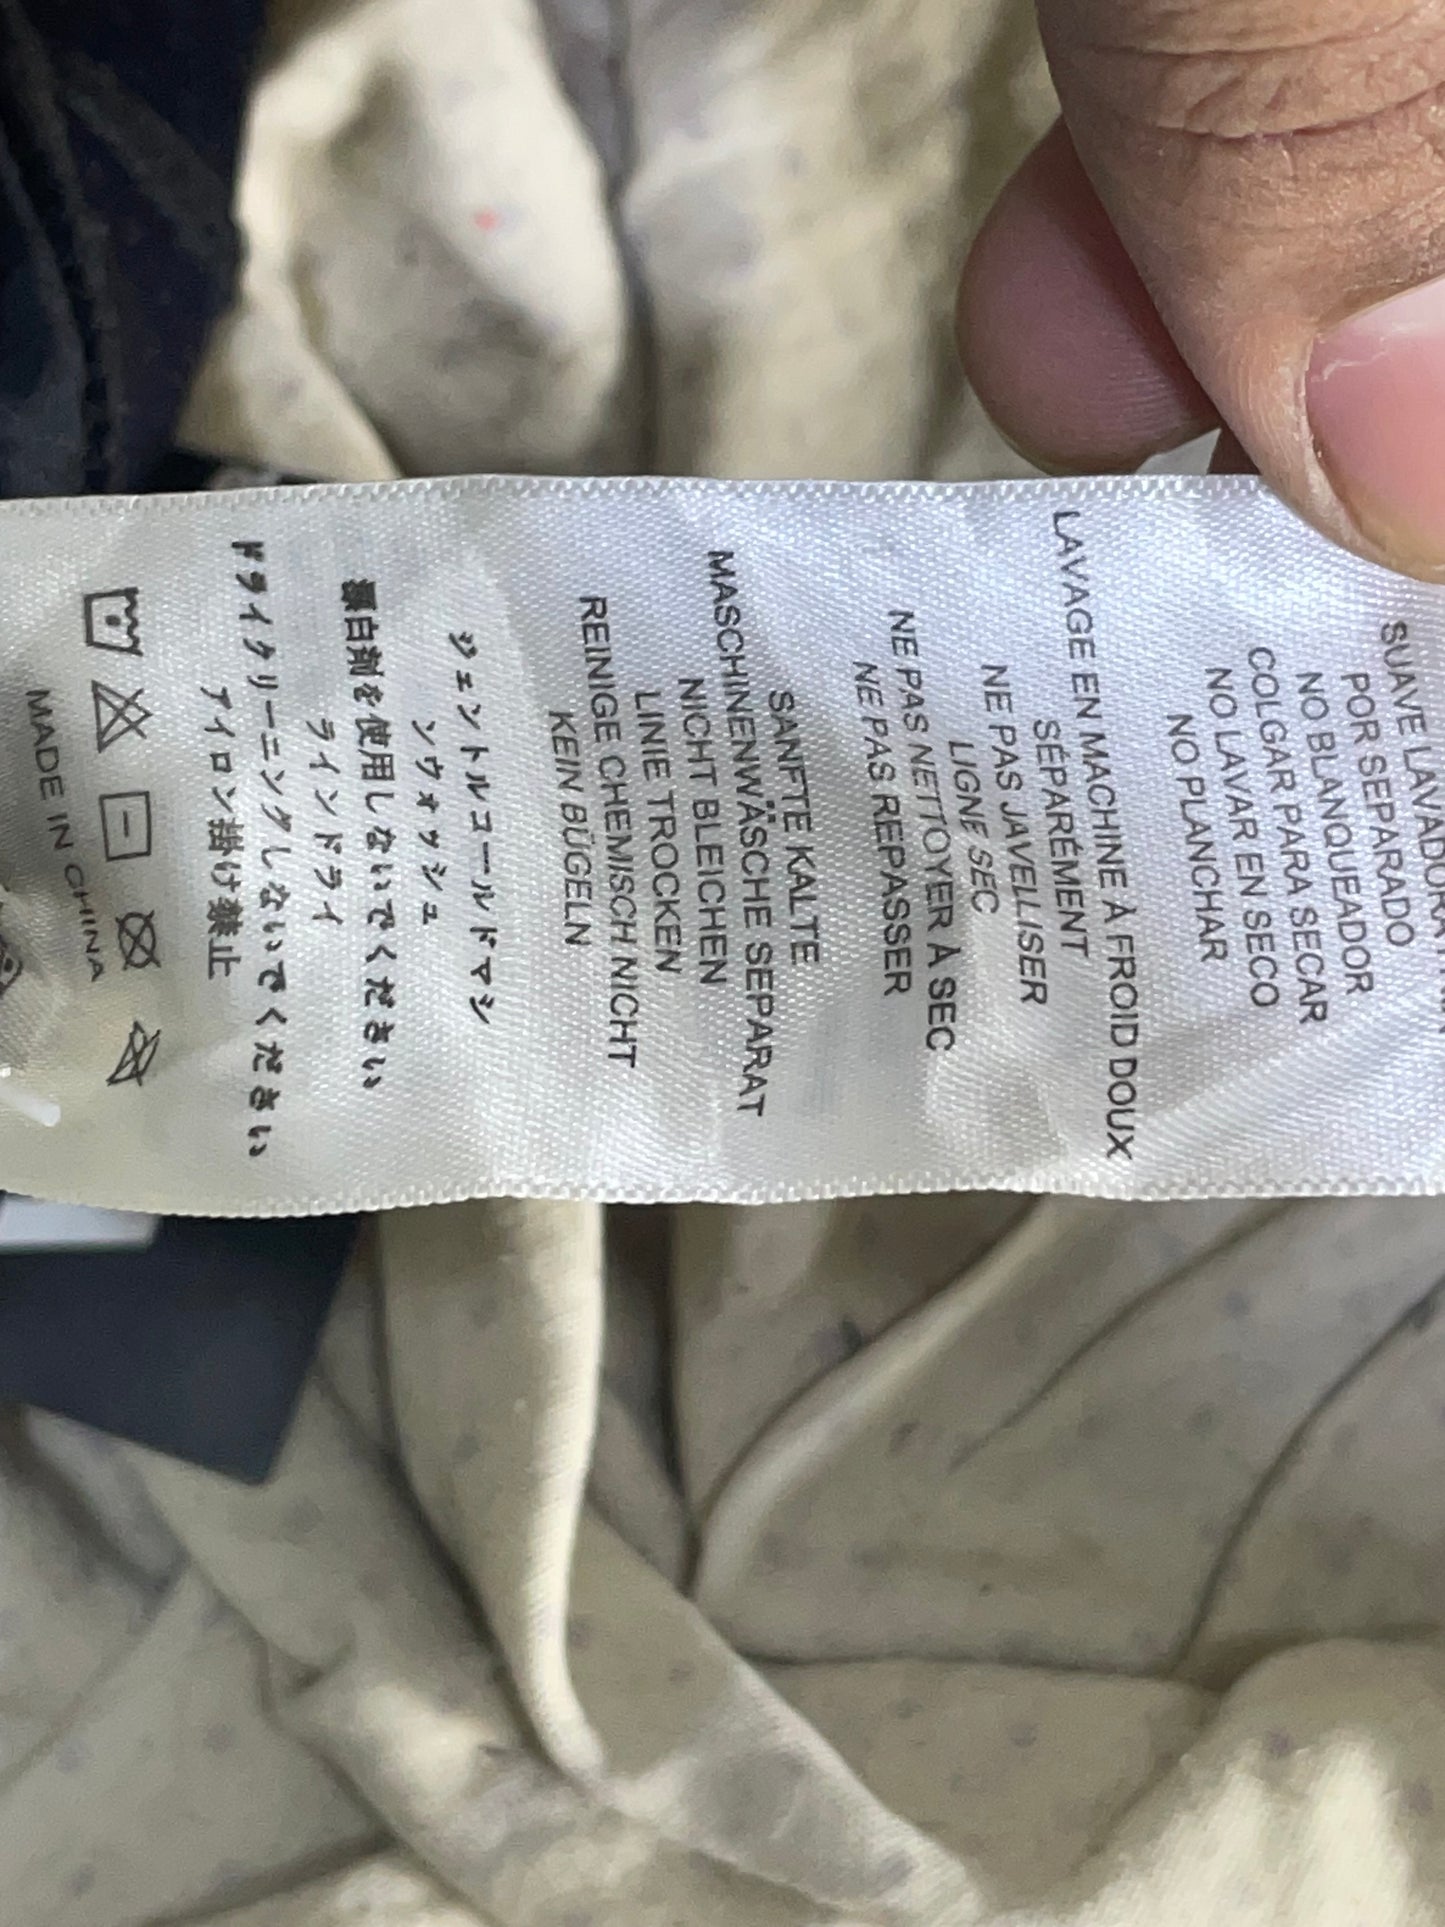 SUAVE LAVADORA
POR SEPARADO
NO BLANQUEADOR
COLGAR PARA SECAR
NO LAVAR EN SECO
NO PLANCHAR
LAVAGE EN MACHINE À FROID DOUX
SÉPARÉMENT
NE PAS JAVELLISER
LIGNE SEC
NE PAS NETTOYER À SEC
NE PAS REPASSER
SANFTE KALTE
MASCHINENWÄSCHE SEPARAT
NICHT BLEICHEN
LINIE TROCKEN
REINIGE CHEMISCH NICHT
KEIN BÜGELN
ジェントルコールドマシ
ンウォッシュ
漂白剤を使用しないでください
ラインドライ
ドライクリーニングしないでください
アイロン掛け禁止
MADE IN CHINA